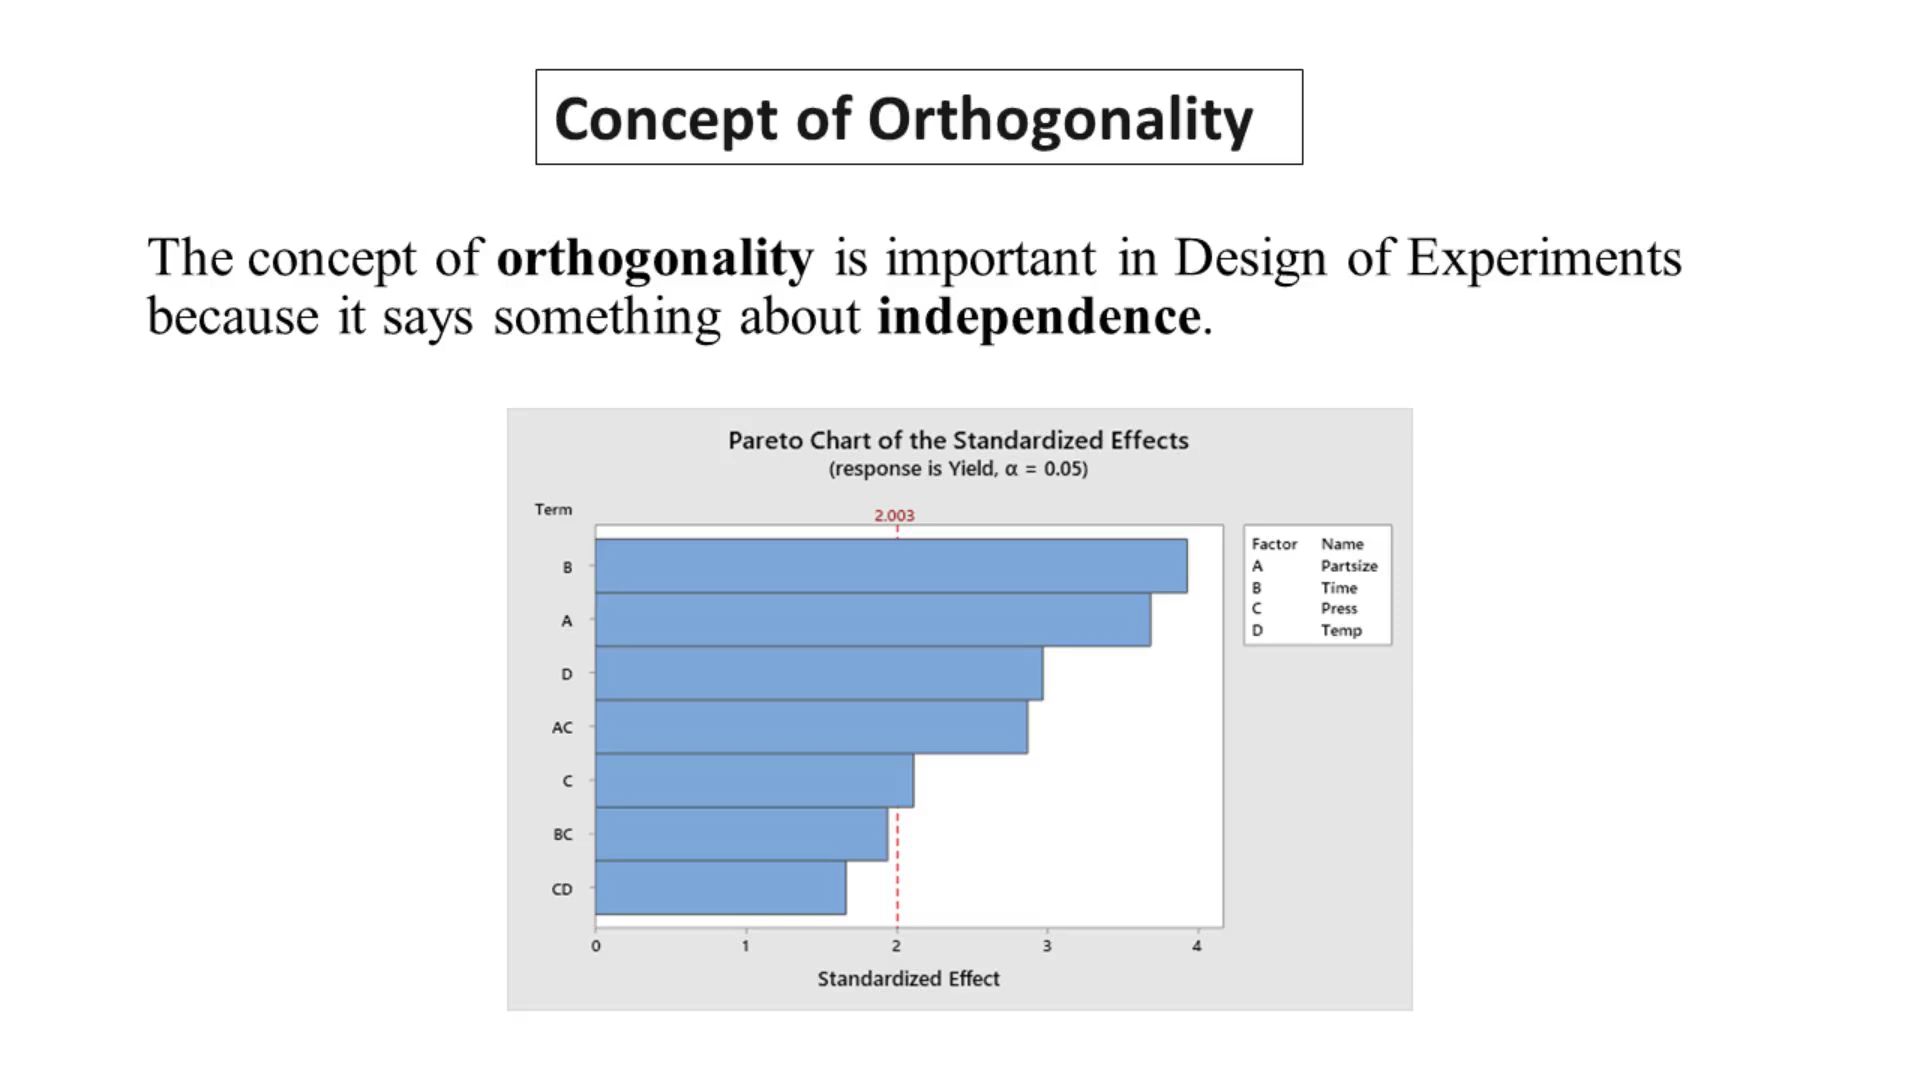 Concept of Orthogonality
The concept of orthogonality is important in Design of Experiments
because it says something about independence.
Pareto Chart of the Standardized Effects
(response is Yield, α = 0.05)
Term
2.003
B
A
D
AC
C
BC
CD
0 1 2 3 4
Standardized Effect
Factor Name
A Partsize
B Time
C Press
D Temp